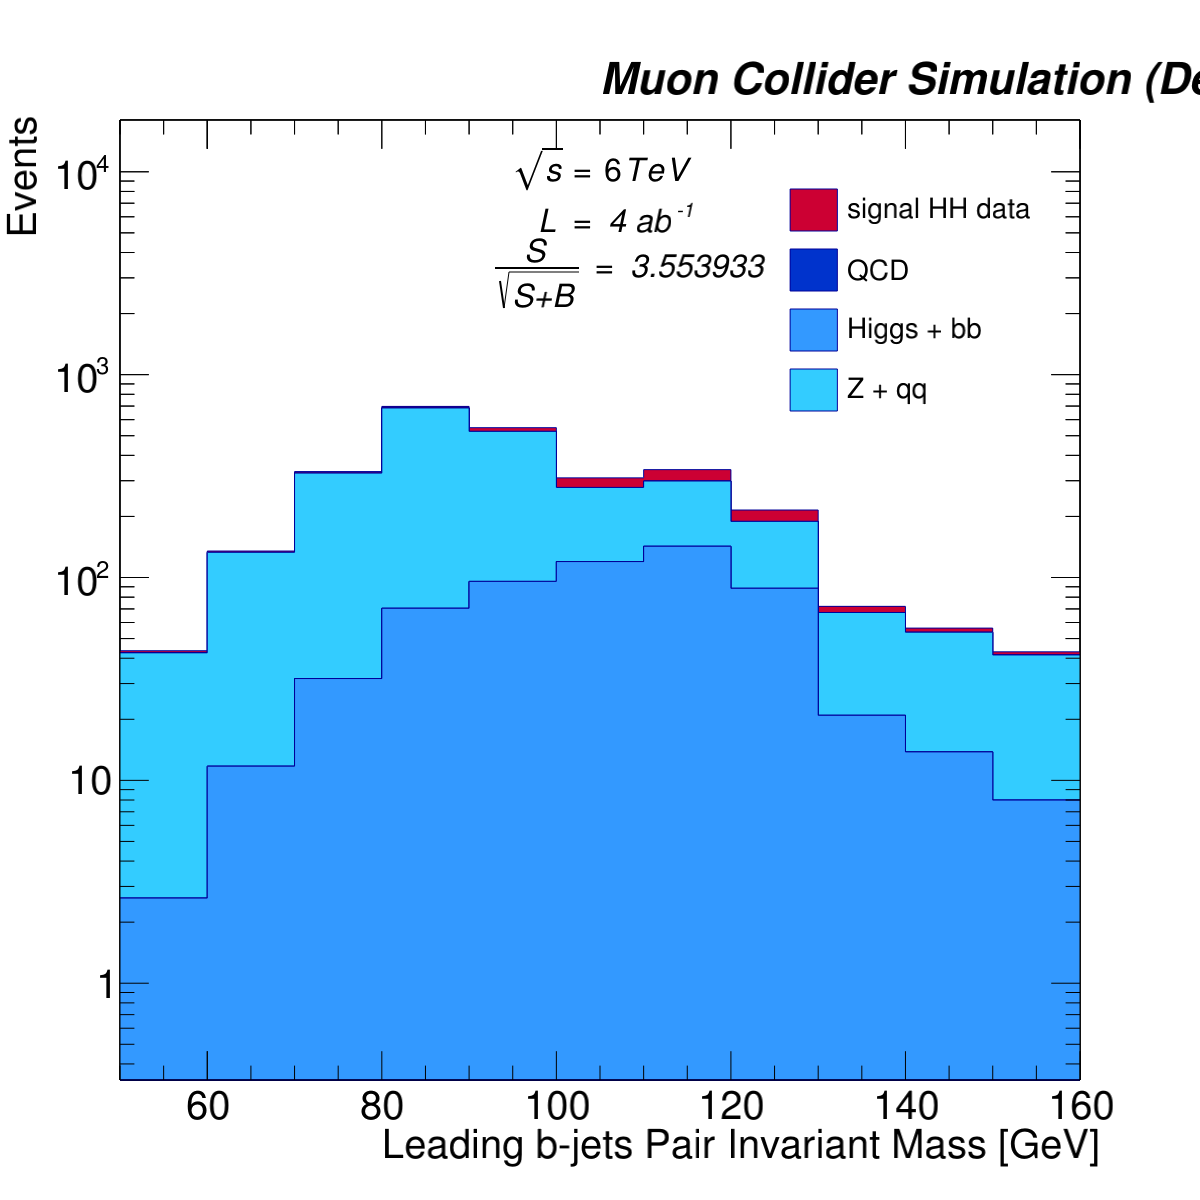 Muon Collider Simulation (De
Events
√s = 6 TeV
L = 4 ab⁻¹
S
√S+B = 3.553933
signal HH data
QCD
Higgs + bb
Z + qq
10⁴
10³
10²
10
1
60 80 100 120 140 160
Leading b-jets Pair Invariant Mass [GeV]